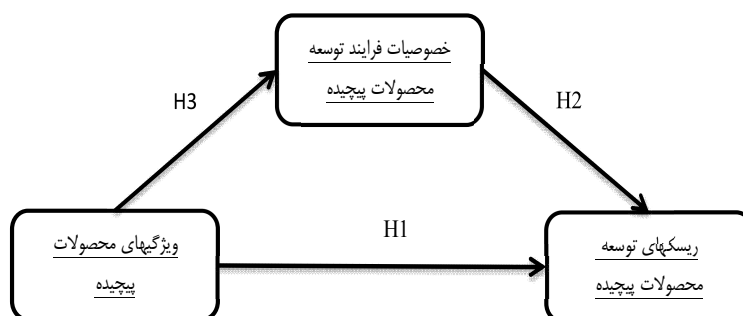 خصوصیات فرایند توسعه
محصولات پیچیده
H3
H2
H1
ویژگیهای محصولات
پیچیده
ریسکهای توسعه
محصولات پیچیده